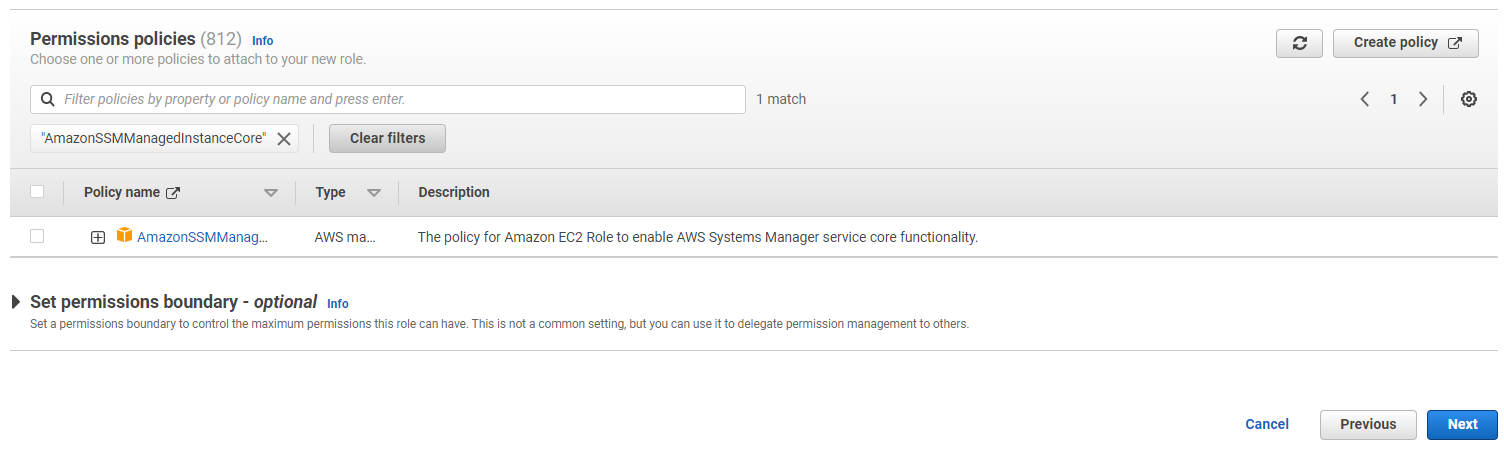 Permissions policies (812) Info
Choose one or more policies to attach to your new role.
Create policy
Filter policies by property or policy name and press enter.
1 match
1
"AmazonSSMManagedInstanceCore"
Clear filters
Policy name Type Description
AmazonSSMManag... AWS ma... The policy for Amazon EC2 Role to enable AWS Systems Manager service core functionality.
Set permissions boundary - optional Info
Set a permissions boundary to control the maximum permissions this role can have. This is not a common setting, but you can use it to delegate permission management to others.
Cancel Previous Next